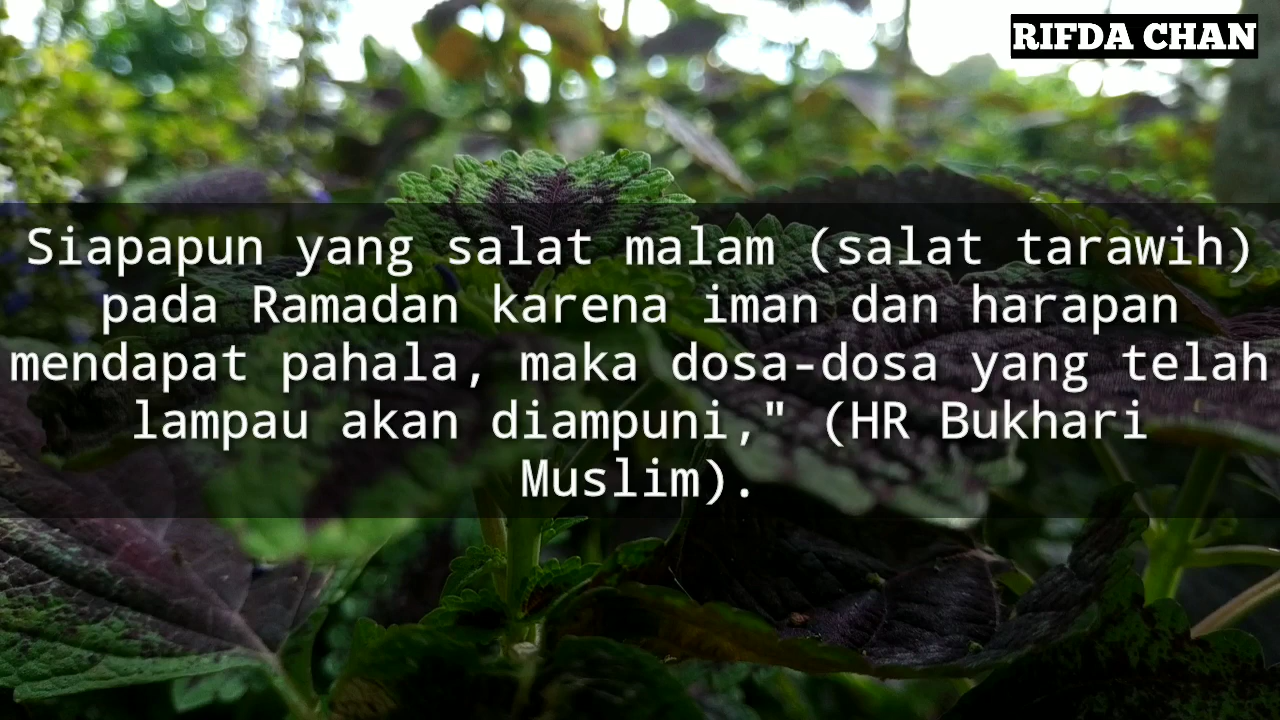 RIFDA CHAN
Siapapun yang salat malam (salat tarawih)
pada Ramadan karena iman dan harapan
mendapat pahala, maka dosa-dosa yang telah
lampau akan diampuni," (HR Bukhari
Muslim).